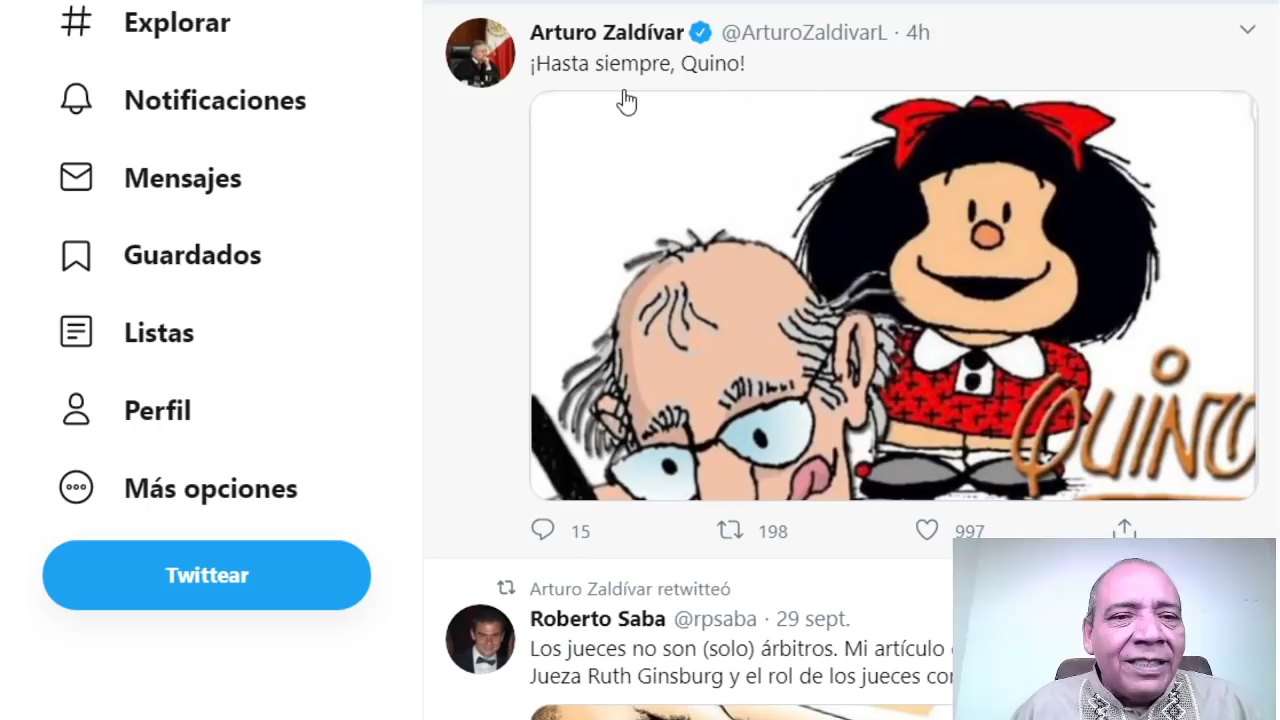 Explorar
Notificaciones
Mensajes
Guardados
Listas
Perfil
Más opciones
Twittear
Arturo Zaldívar @ArturoZaldivarL · 4h
¡Hasta siempre, Quino!
QUINO
15 198 997
Arturo Zaldívar retwitteó
Roberto Saba @rpsaba · 29 sept.
Los jueces no son (solo) árbitros. Mi artículo
Jueza Ruth Ginsburg y el rol de los jueces